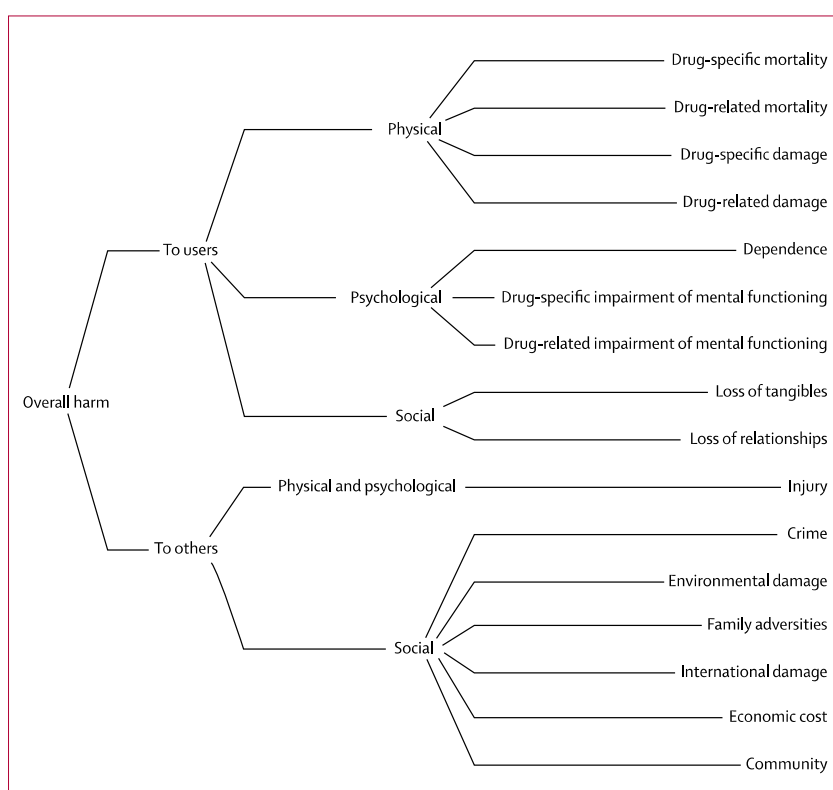 Drug-specific mortality
Drug-related mortality
Physical
Drug-specific damage
Drug-related damage
To users
Dependence
Psychological
Drug-specific impairment of mental functioning
Drug-related impairment of mental functioning
Overall harm
Loss of tangibles
Social
Loss of relationships
Physical and psychological
Injury
Crime
To others
Environmental damage
Family adversities
Social
International damage
Economic cost
Community